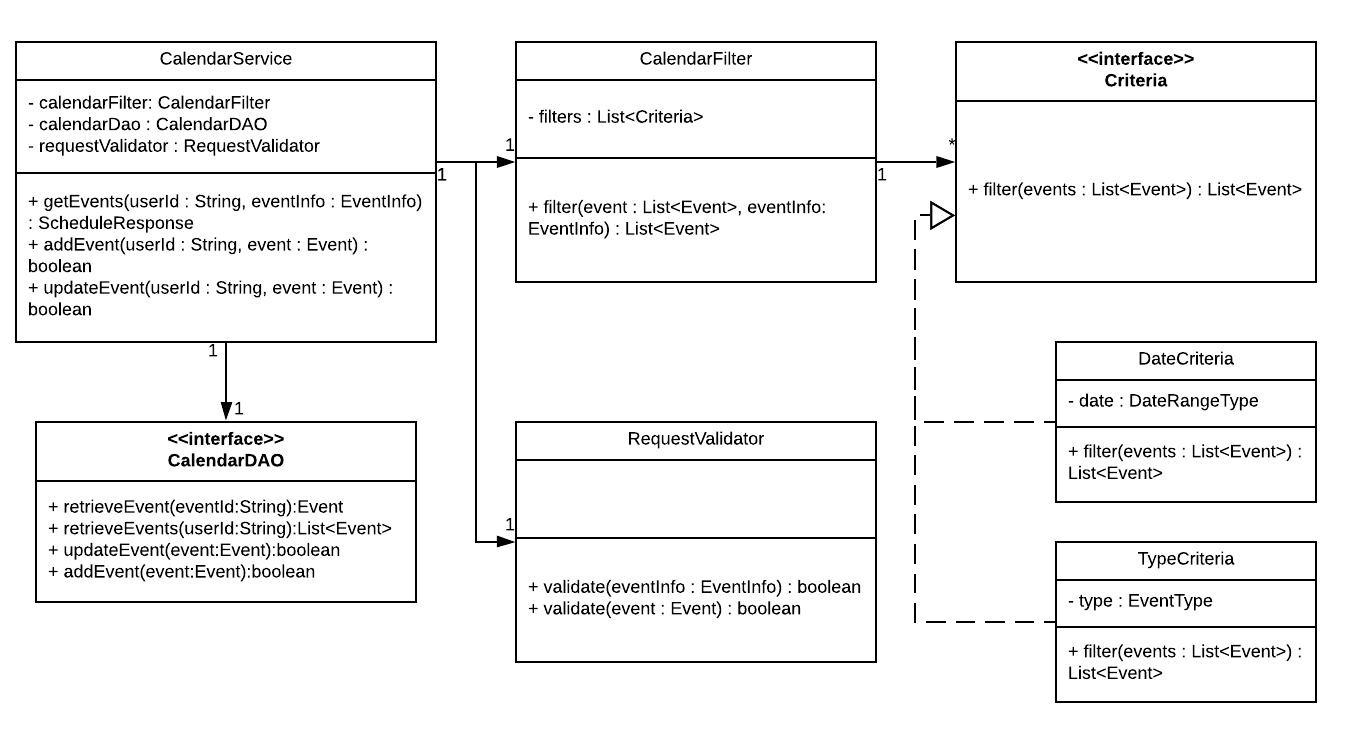 CalendarService
- calendarFilter: CalendarFilter
- calendarDao : CalendarDAO
- requestValidator : RequestValidator
+ getEvents(userId : String, eventInfo : EventInfo)
: ScheduleResponse
+ addEvent(userId : String, event : Event) :
boolean
+ updateEvent(userId : String, event : Event) :
boolean
1
1
1
1
CalendarFilter
- filters : List<Criteria>
+ filter(event : List<Event>, eventInfo:
EventInfo) : List<Event>
1
*
<<interface>>
Criteria
+ filter(events : List<Event>) : List<Event>
<<interface>>
CalendarDAO
+ retrieveEvent(eventId:String):Event
+ retrieveEvents(userId:String):List<Event>
+ updateEvent(event:Event):boolean
+ addEvent(event:Event):boolean
1
RequestValidator
+ validate(eventInfo : EventInfo) : boolean
+ validate(event : Event) : boolean
DateCriteria
- date : DateRangeType
+ filter(events : List<Event>) :
List<Event>
TypeCriteria
- type : EventType
+ filter(events : List<Event>) :
List<Event>